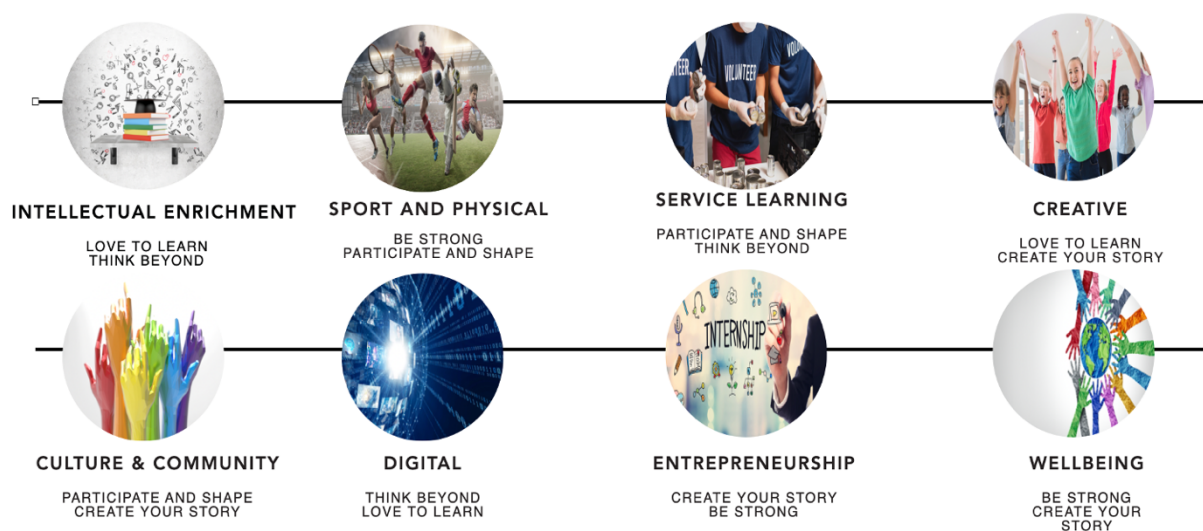 VOLUNTEER
INTELLECTUAL ENRICHMENT
LOVE TO LEARN
THINK BEYOND
SPORT AND PHYSICAL
BE STRONG
PARTICIPATE AND SHAPE
SERVICE LEARNING
PARTICIPATE AND SHAPE
THINK BEYOND
CREATIVE
LOVE TO LEARN
CREATE YOUR STORY
INTERNSHIP
CULTURE & COMMUNITY
PARTICIPATE AND SHAPE
CREATE YOUR STORY
DIGITAL
THINK BEYOND
LOVE TO LEARN
ENTREPRENEURSHIP
CREATE YOUR STORY
BE STRONG
WELLBEING
BE STRONG
CREATE YOUR
STORY